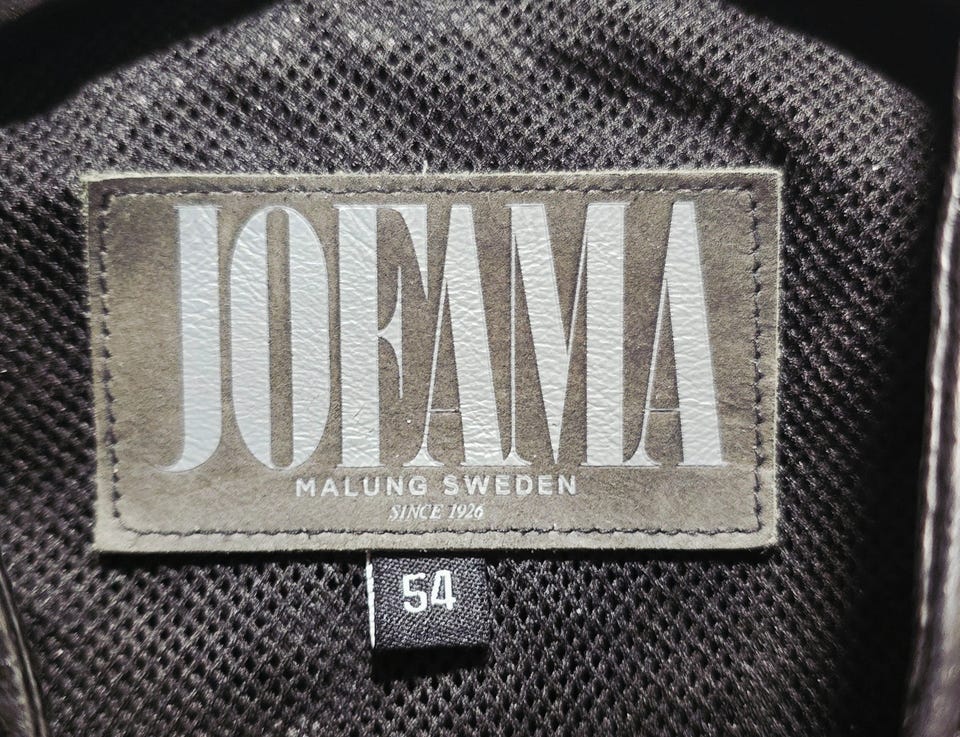 JOFAMA
MALUNG SWEDEN
SINCE 1926
54